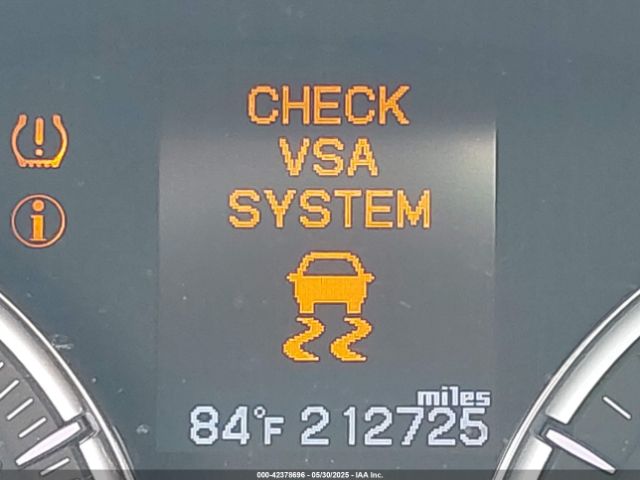 CHECK
VSA
SYSTEM
miles
84°F 212725
000-42378696 - 05/30/2025 - IAA Inc.